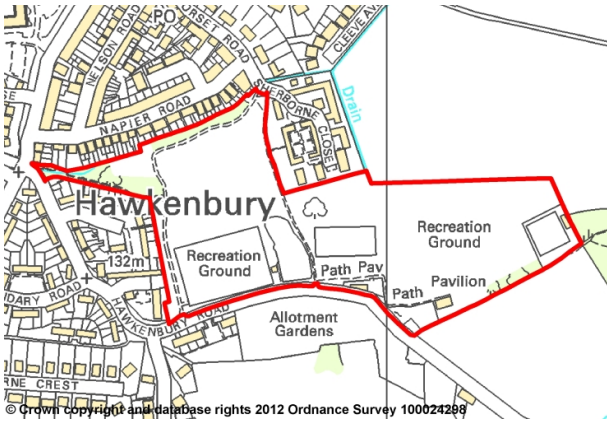 PO
DORSET ROAD
NELSON ROAD
CLEEVE AV
SHERBORNE CLOSE
Drain
NAPIER ROAD
Hawkenbury
132m
Recreation
Ground
Recreation
Ground
Path Pav
Path
Pavilion
DARY ROAD
HAWKENBURY ROAD
Allotment
Gardens
RNE CREST
© Crown copyright and database rights 2012 Ordnance Survey 100024298